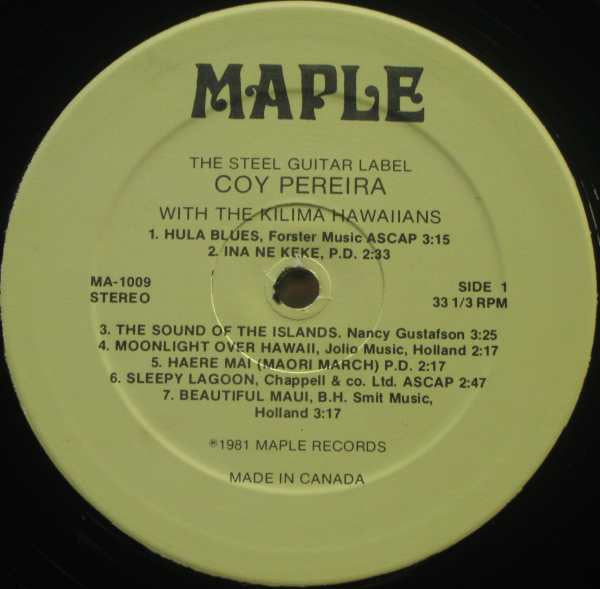 MAPLE
THE STEEL GUITAR LABEL
COY PEREIRA
WITH THE KILIMA HAWAIIANS
1. HULA BLUES, Forster Music ASCAP 3:15
2. INA NE KEKE, P.D. 2:33
MA-1009
STEREO
SIDE 1
33 1/3 RPM
3. THE SOUND OF THE ISLANDS. Nancy Gustafson 3:25
4. MOONLIGHT OVER HAWAII, Jolio Music, Holland 2:17
5. HAERE MAI (MAORI MARCH) P.D. 2:17
6. SLEEPY LAGOON, Chappell & co. Ltd. ASCAP 2:47
7. BEAUTIFUL MAUI, B.H. Smit Music,
Holland 3:17
℗1981 MAPLE RECORDS
MADE IN CANADA